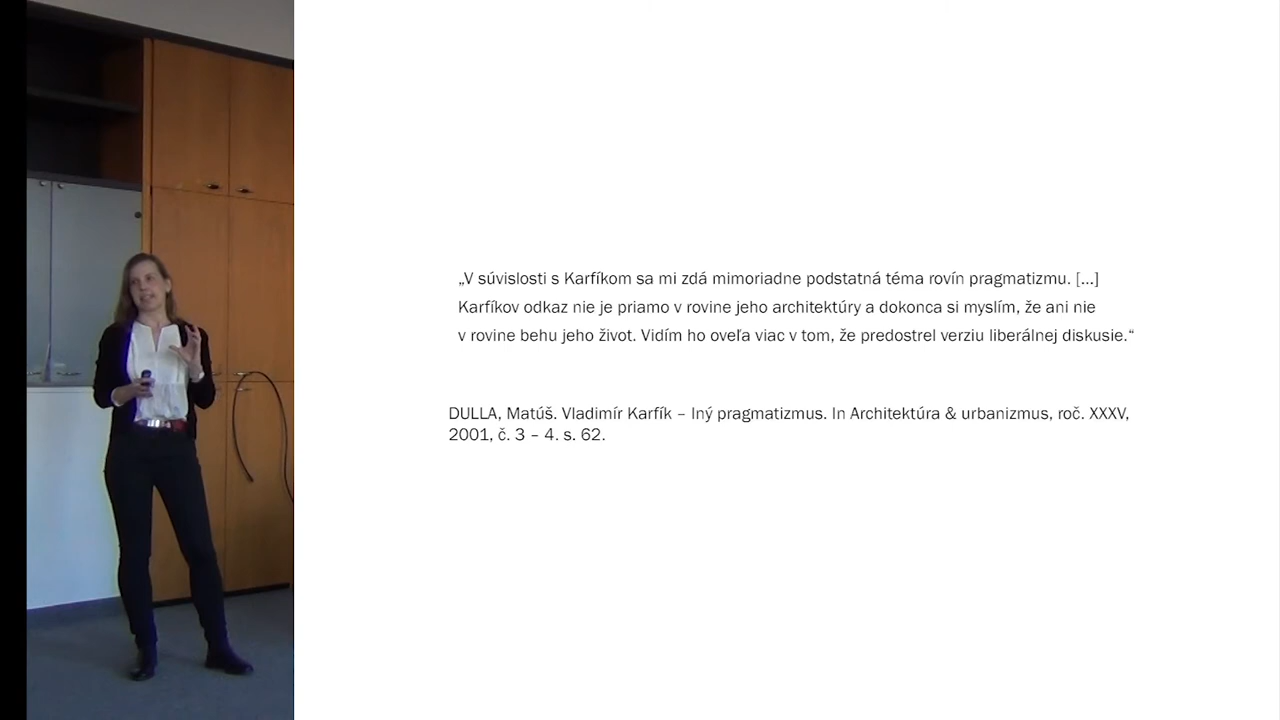 „V súvislosti s Karfíkom sa mi zdá mimoriadne podstatná téma rovín pragmatizmu. [...]
Karfíkov odkaz nie je priamo v rovine jeho architektúry a dokonca si myslím, že ani nie
v rovine behu jeho život. Vidím ho oveľa viac v tom, že predostrel verziu liberálnej diskusie.“
DULLA, Matúš. Vladimír Karfík – Iný pragmatizmus. In Architektúra & urbanizmus, roč. XXXV,
2001, č. 3 – 4. s. 62.